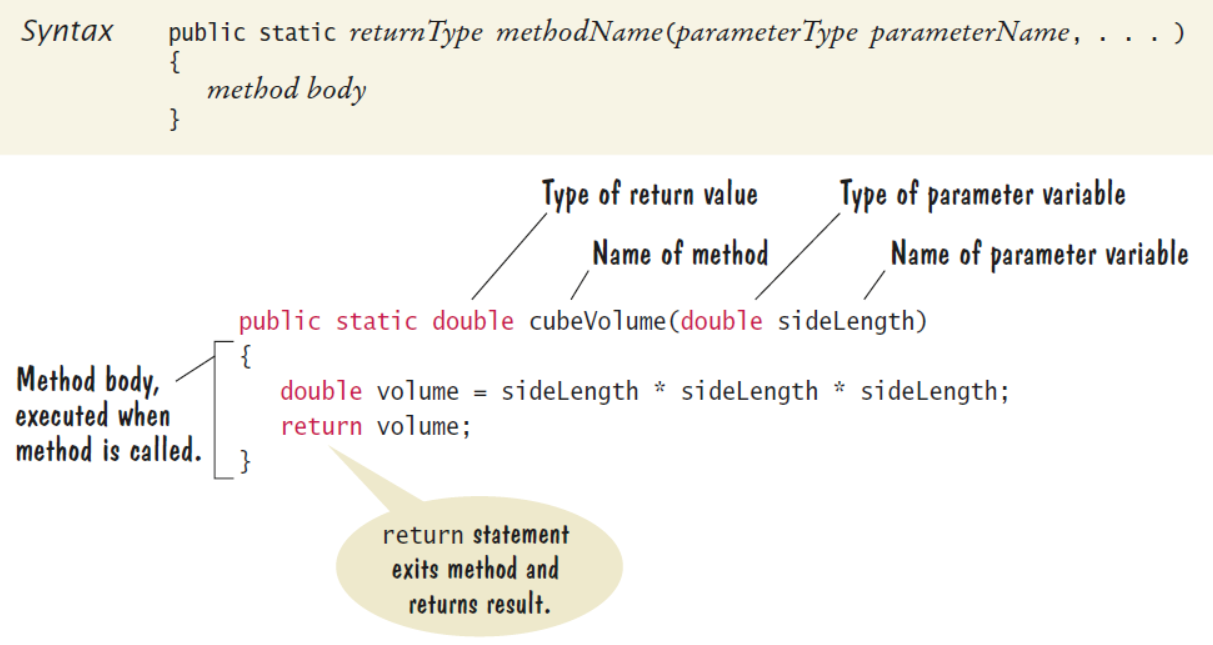 Syntax public static returnType methodName(parameterType parameterName, . . . )
{
method body
}
Type of return value
Type of parameter variable
Name of method
Name of parameter variable
public static double cubeVolume(double sideLength)
{
double volume = sideLength * sideLength * sideLength;
return volume;
}
Method body,
executed when
method is called.
return statement
exits method and
returns result.